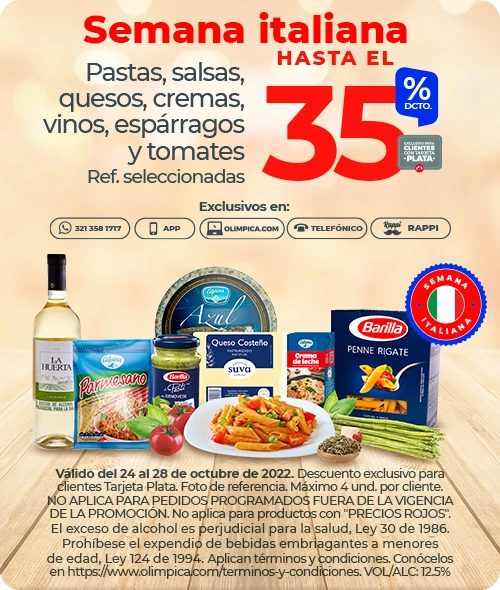 Semana italiana
HASTA EL
Pastas, salsas,
quesos, cremas,
vinos, espárragos
y tomates
Ref. seleccionadas
35
%
DCTO.
EXCLUSIVO PARA
CLIENTES
CON TARJETA
PLATA
Exclusivos en:
321 358 1717
APP
OLIMPICA.COM
TELEFÓNICO
Rappi
RAPPI
SEMANA
ITALIANA
LA
HUERTA
Alpina
Parmesano
Alpina
Azul
Barilla
Pesto
GENOVESE
Queso Costeño
PASTEURIZADO
suva
Alpina
Crema
de leche
Barilla
PENNE RIGATE
Válido del 24 al 28 de octubre de 2022. Descuento exclusivo para
clientes Tarjeta Plata. Foto de referencia. Máximo 4 und. por cliente.
NO APLICA PARA PEDIDOS PROGRAMADOS FUERA DE LA VIGENCIA
DE LA PROMOCIÓN. No aplica para productos con "PRECIOS ROJOS".
El exceso de alcohol es perjudicial para la salud, Ley 30 de 1986.
Prohíbese el expendio de bebidas embriagantes a menores
de edad, Ley 124 de 1994. Aplican términos y condiciones. Conócelos
en https://www.olimpica.com/terminos-y-condiciones. VOL/ALC: 12.5%